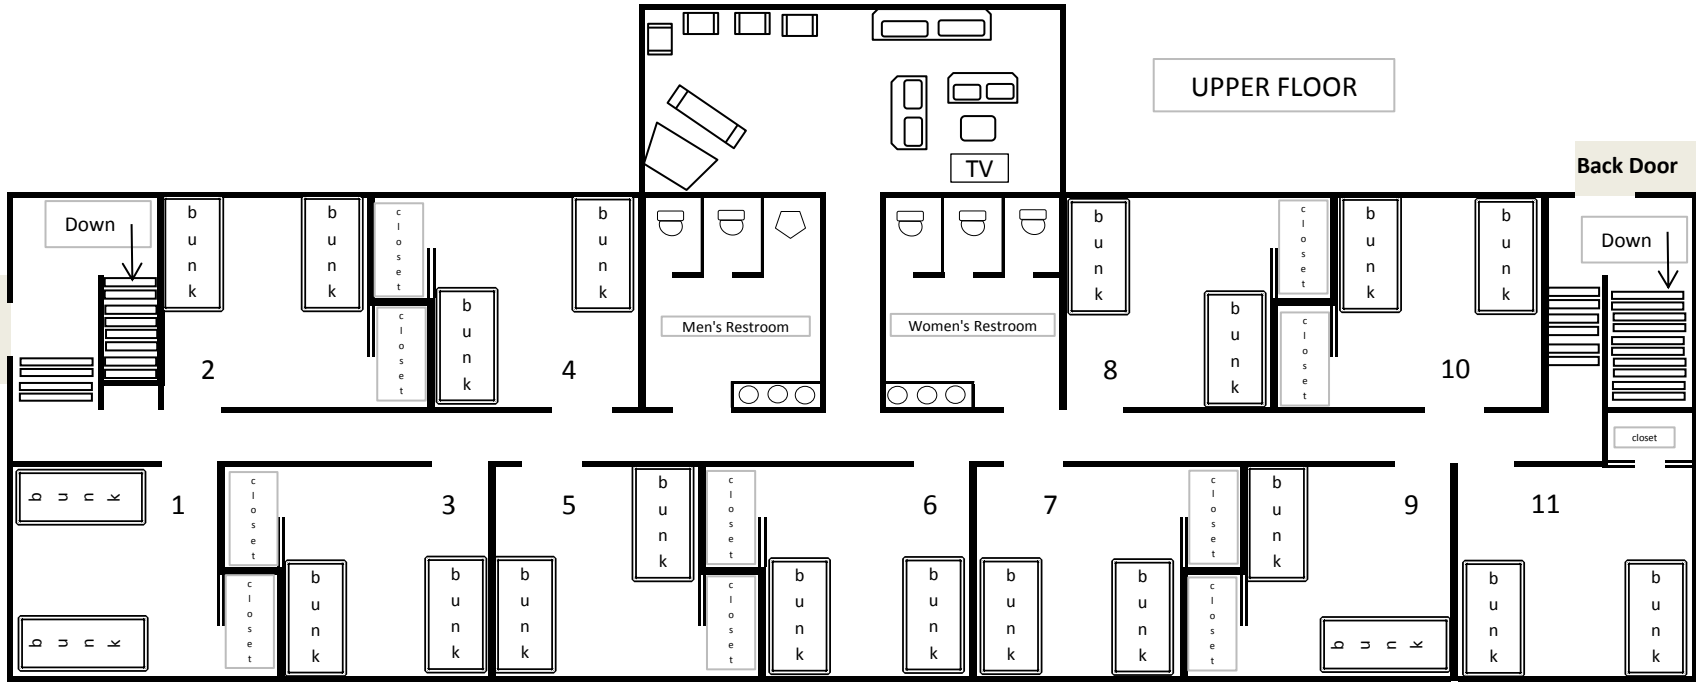 UPPER FLOOR
TV
Back Door
Down
bunk
bunk
closet
closet
bunk
bunk
2
4
Men's Restroom
Women's Restroom
bunk
bunk
closet
closet
bunk
bunk
8
10
Down
closet
bunk
bunk
1
closet
closet
bunk
3
bunk
bunk
5
bunk
closet
closet
bunk
6
bunk
bunk
7
bunk
closet
closet
bunk
9
bunk
11
bunk
bunk